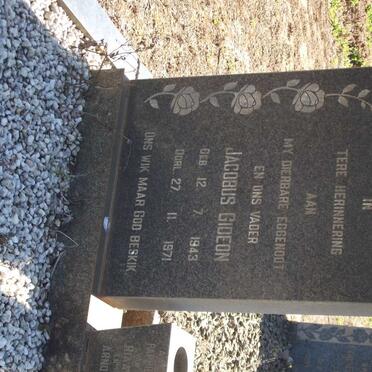 IN
TERE HERINNERING
AAN
MY DIERBARE EGGENOOT
EN ONS VADER
JACOBUS GIDEON
GEB 12. 7. 1943
OORL 27. 11. 1971
ONS WIK MAAR GOD BESKIK